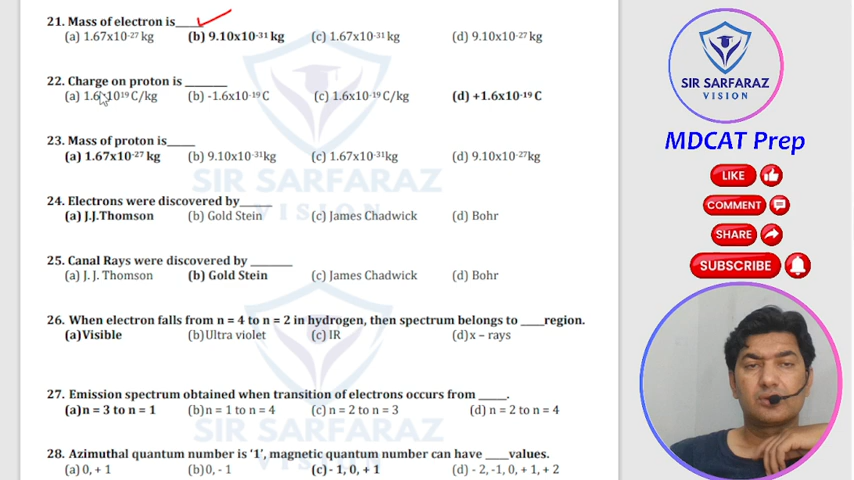 21. Mass of electron is____
(a) 1.67x10-27 kg (b) 9.10x10-31 kg (c) 1.67x10-31 kg (d) 9.10x10-27 kg
22. Charge on proton is _______
(a) 1.6x1019 C/kg (b) -1.6x10-19 C (c) 1.6x10-19 C/kg (d) +1.6x10-19 C
23. Mass of proton is____
(a) 1.67x10-27 kg (b) 9.10x10-31kg (c) 1.67x10-31kg (d) 9.10x10-27kg
24. Electrons were discovered by_____
(a) J.J.Thomson (b) Gold Stein (c) James Chadwick (d) Bohr
25. Canal Rays were discovered by _______
(a) J. J. Thomson (b) Gold Stein (c) James Chadwick (d) Bohr
26. When electron falls from n = 4 to n = 2 in hydrogen, then spectrum belongs to ____region.
(a)Visible (b)Ultra violet (c) IR (d)x – rays
27. Emission spectrum obtained when transition of electrons occurs from _____.
(a)n = 3 to n = 1 (b)n = 1 to n = 4 (c) n = 2 to n = 3 (d) n = 2 to n = 4
28. Azimuthal quantum number is ‘1’, magnetic quantum number can have ____values.
(a) 0, + 1 (b)0, - 1 (c) - 1, 0, + 1 (d) - 2, -1, 0, + 1, + 2
SIR SARFARAZ
VISION
SIR SARFARAZ
SIR SARFARAZ
VISION
MDCAT Prep
LIKE
COMMENT
SHARE
SUBSCRIBE